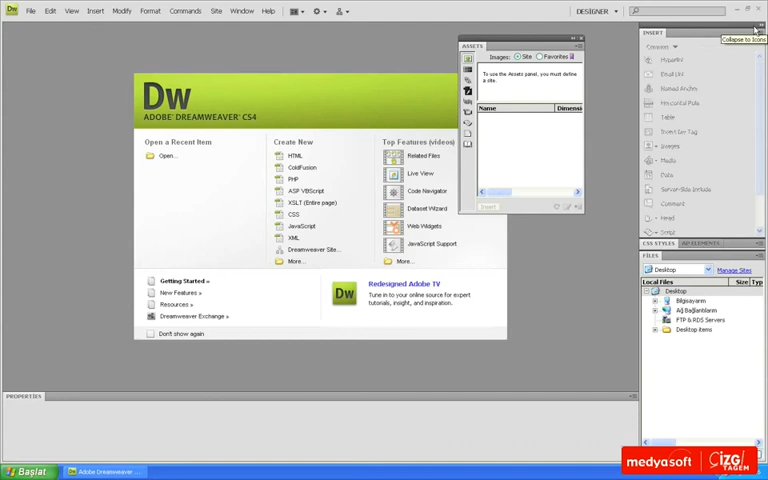 File Edit View Insert Modify Format Commands Site Window Help
DESIGNER
Collapse to Icons
INSERT
Common
Hyperlink
Email Link
Named Anchor
Horizontal Rule
Table
Insert Div Tag
Images
Media
Date
Server-Side Include
Comment
Head
Script
CSS STYLES AP ELEMENTS
FILES
Desktop Manage Sites
Local Files Size Typ
Desktop
Bilgisayarım
Ağ Bağlantılarım
FTP & RDS Servers
Desktop items
ASSETS
Images: Site Favorites
To use the Assets panel, you must define
a site.
Name Dimensi
Insert
Dw
ADOBE DREAMWEAVER CS4
Open a Recent Item
Open...
Create New
HTML
ColdFusion
PHP
ASP VBScript
XSLT (Entire page)
CSS
JavaScript
XML
Dreamweaver Site...
More...
Top Features (videos)
Related Files
Live View
Code Navigator
Dataset Wizard
Web Widgets
JavaScript Support
More...
Getting Started »
New Features »
Resources »
Dreamweaver Exchange »
Dw
Redesigned Adobe TV
Tune in to your online source for expert
tutorials, insight, and inspiration.
Don't show again
PROPERTIES
Başlat
Dw Adobe Dreamweaver ...
medyasoft
ÇiZGi
TAGEM